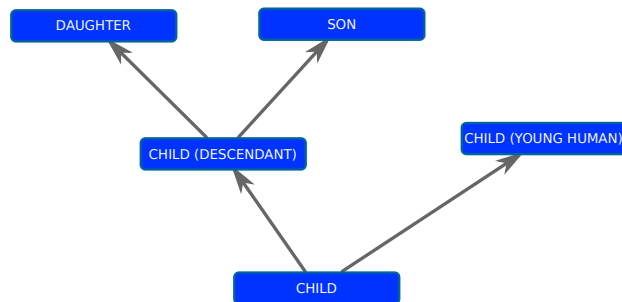 DAUGHTER
SON
CHILD (DESCENDANT)
CHILD (YOUNG HUMAN)
CHILD